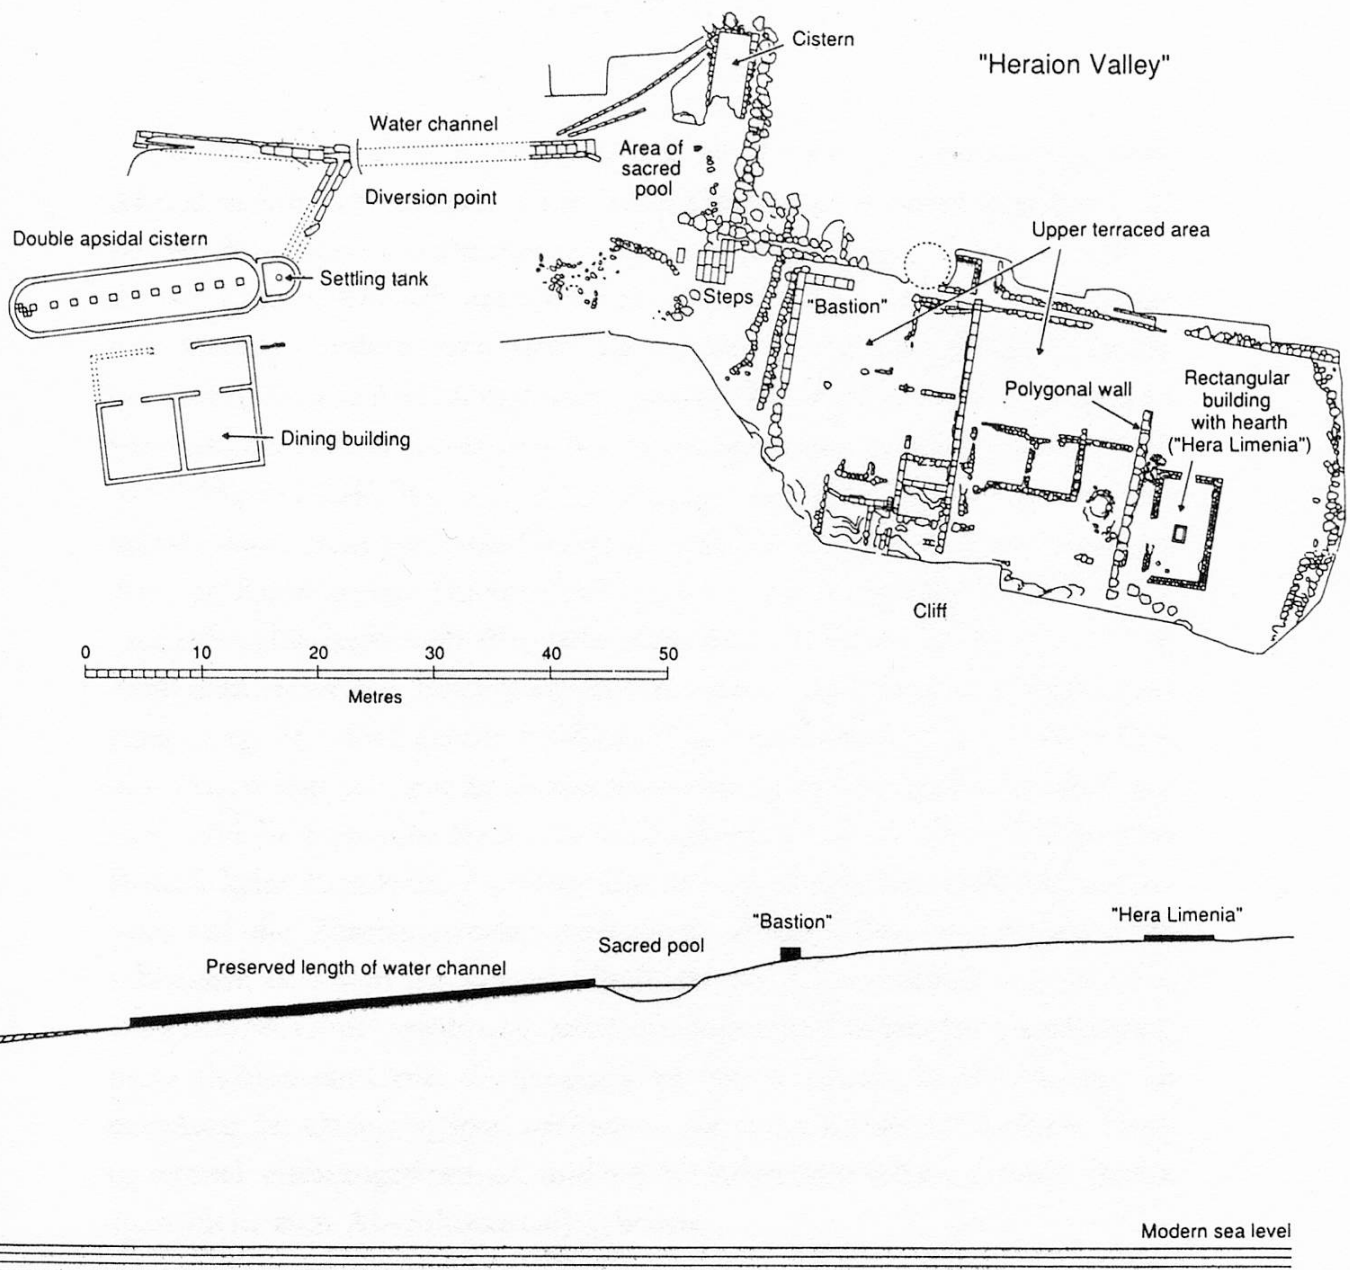 Cistern
"Heraion Valley"
Water channel
Area of
sacred
pool
Diversion point
Double apsidal cistern
Upper terraced area
Settling tank
Steps
"Bastion"
Polygonal wall
Rectangular
building
with hearth
("Hera Limenia")
Dining building
Cliff
0 10 20 30 40 50
Metres
"Bastion"
"Hera Limenia"
Sacred pool
Preserved length of water channel
Modern sea level